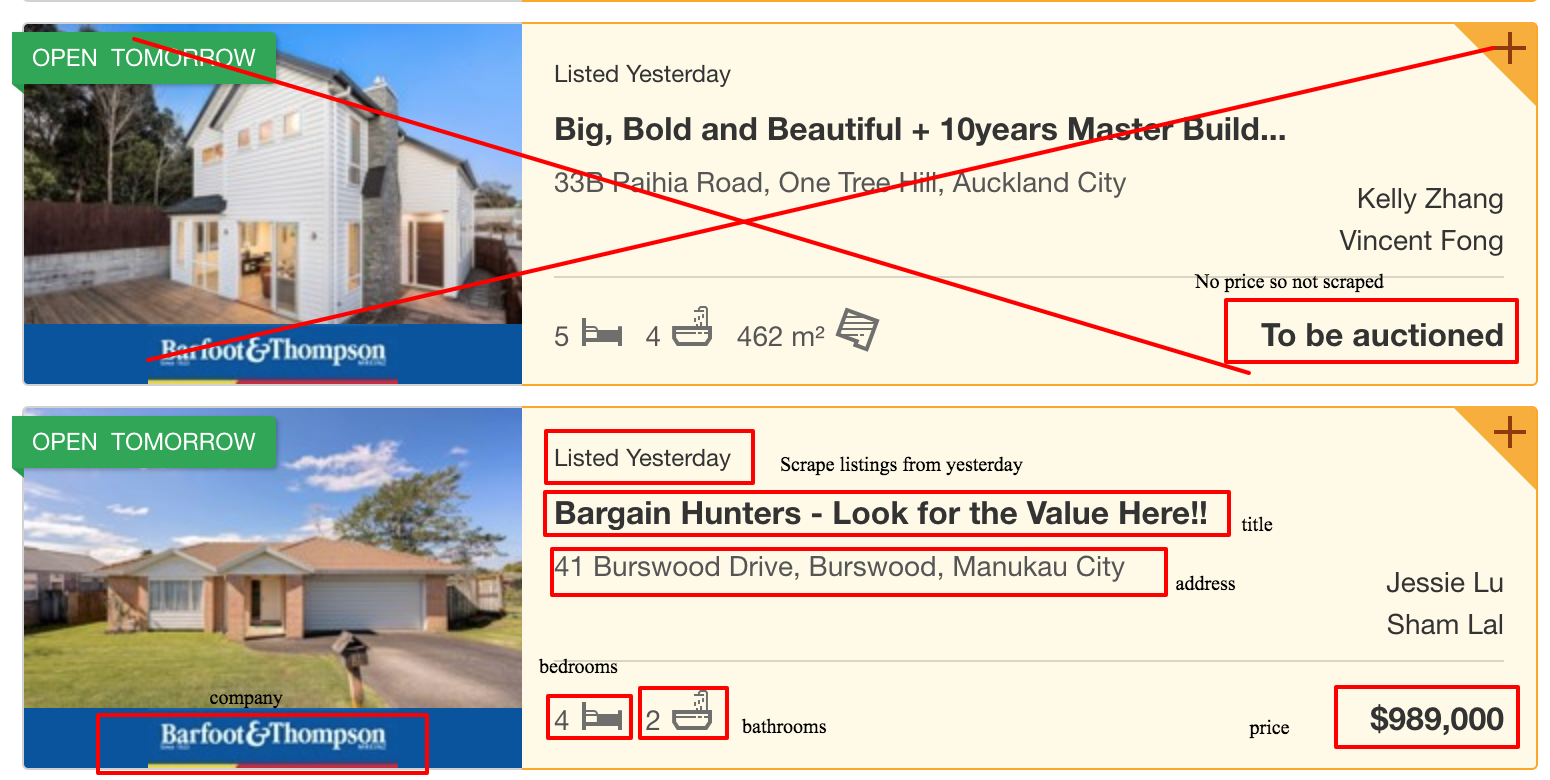 OPEN TOMORROW
Listed Yesterday
Big, Bold and Beautiful + 10years Master Build...
33B Paihia Road, One Tree Hill, Auckland City
Kelly Zhang
Vincent Fong
No price so not scraped
5 4 462 m²
To be auctioned
Barfoot&Thompson
OPEN TOMORROW
Listed Yesterday
Scrape listings from yesterday
Bargain Hunters - Look for the Value Here!!
title
41 Burswood Drive, Burswood, Manukau City
address
Jessie Lu
Sham Lal
bedrooms
4 2
bathrooms
price
$989,000
company
Barfoot&Thompson